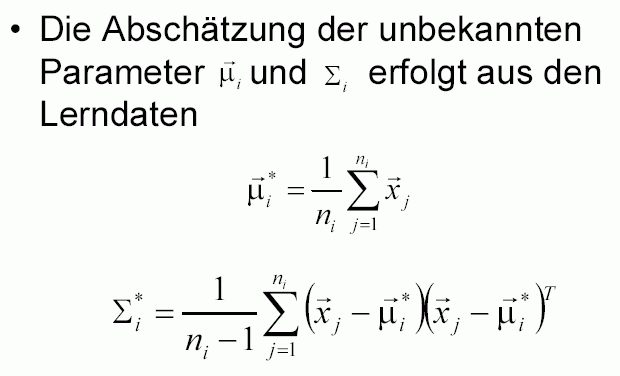 • Die Abschätzung der unbekannten
Parameter μ⃗ᵢ und Σᵢ erfolgt aus den
Lerndaten
μ⃗ᵢ* = 1/nᵢ ∑_{j=1}^{nᵢ} x⃗ⱼ
Σᵢ* = 1/(nᵢ − 1) ∑_{j=1}^{nᵢ} (x⃗ⱼ − μ⃗ᵢ*)(x⃗ⱼ − μ⃗ᵢ*)ᵀ